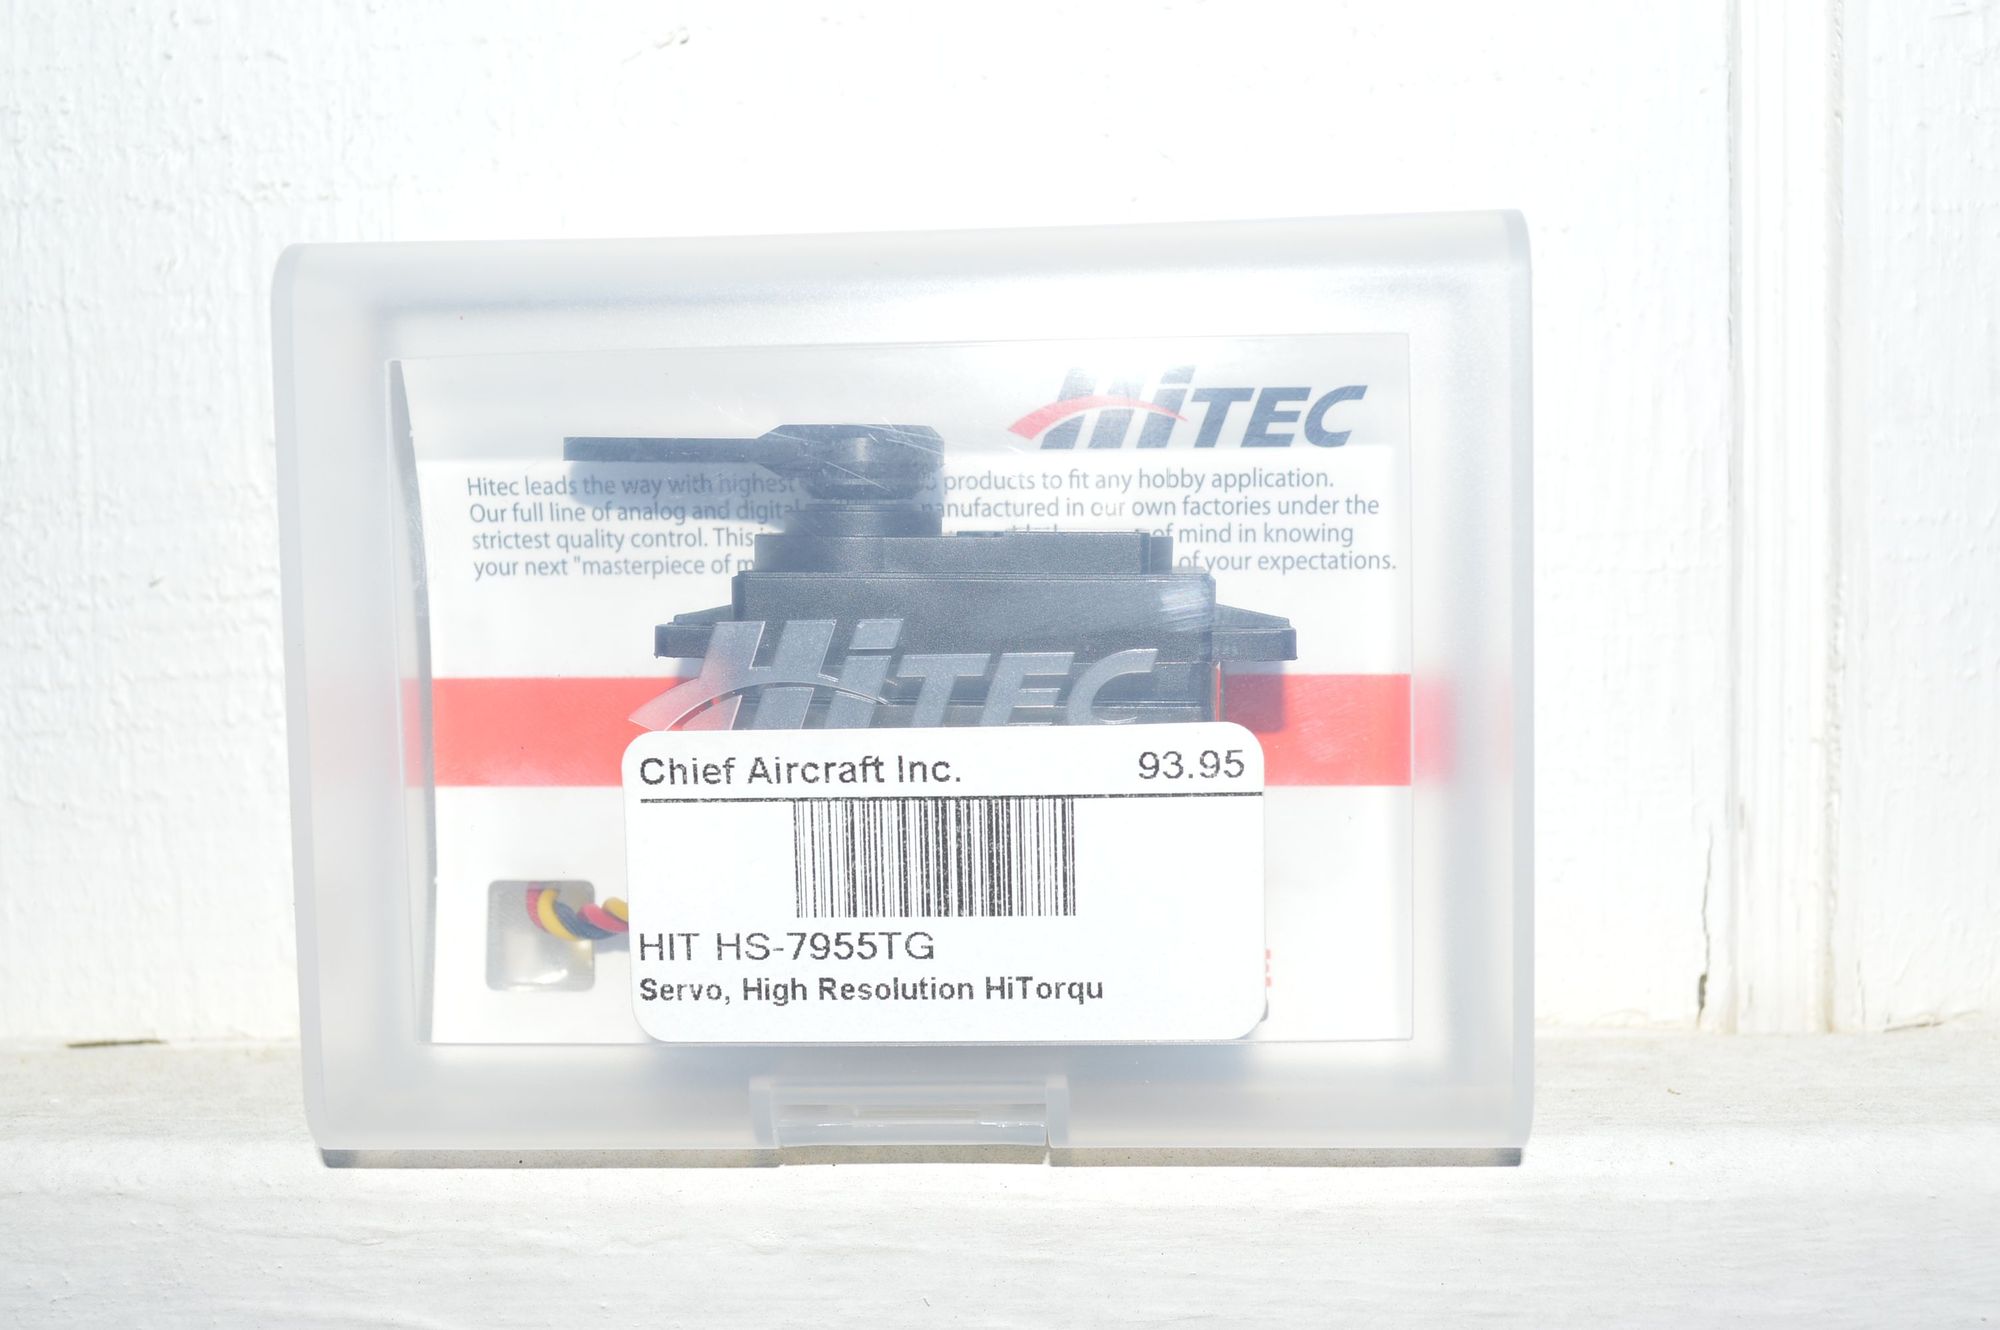 HiTEC
Hitec leads the way with highest products to fit any hobby application.
Our full line of analog and digital manufactured in our own factories under the
strictest quality control. This of mind in knowing
your next "masterpiece of of your expectations.
HiTEC
Chief Aircraft Inc. 93.95
HIT HS-7955TG
Servo, High Resolution HiTorqu